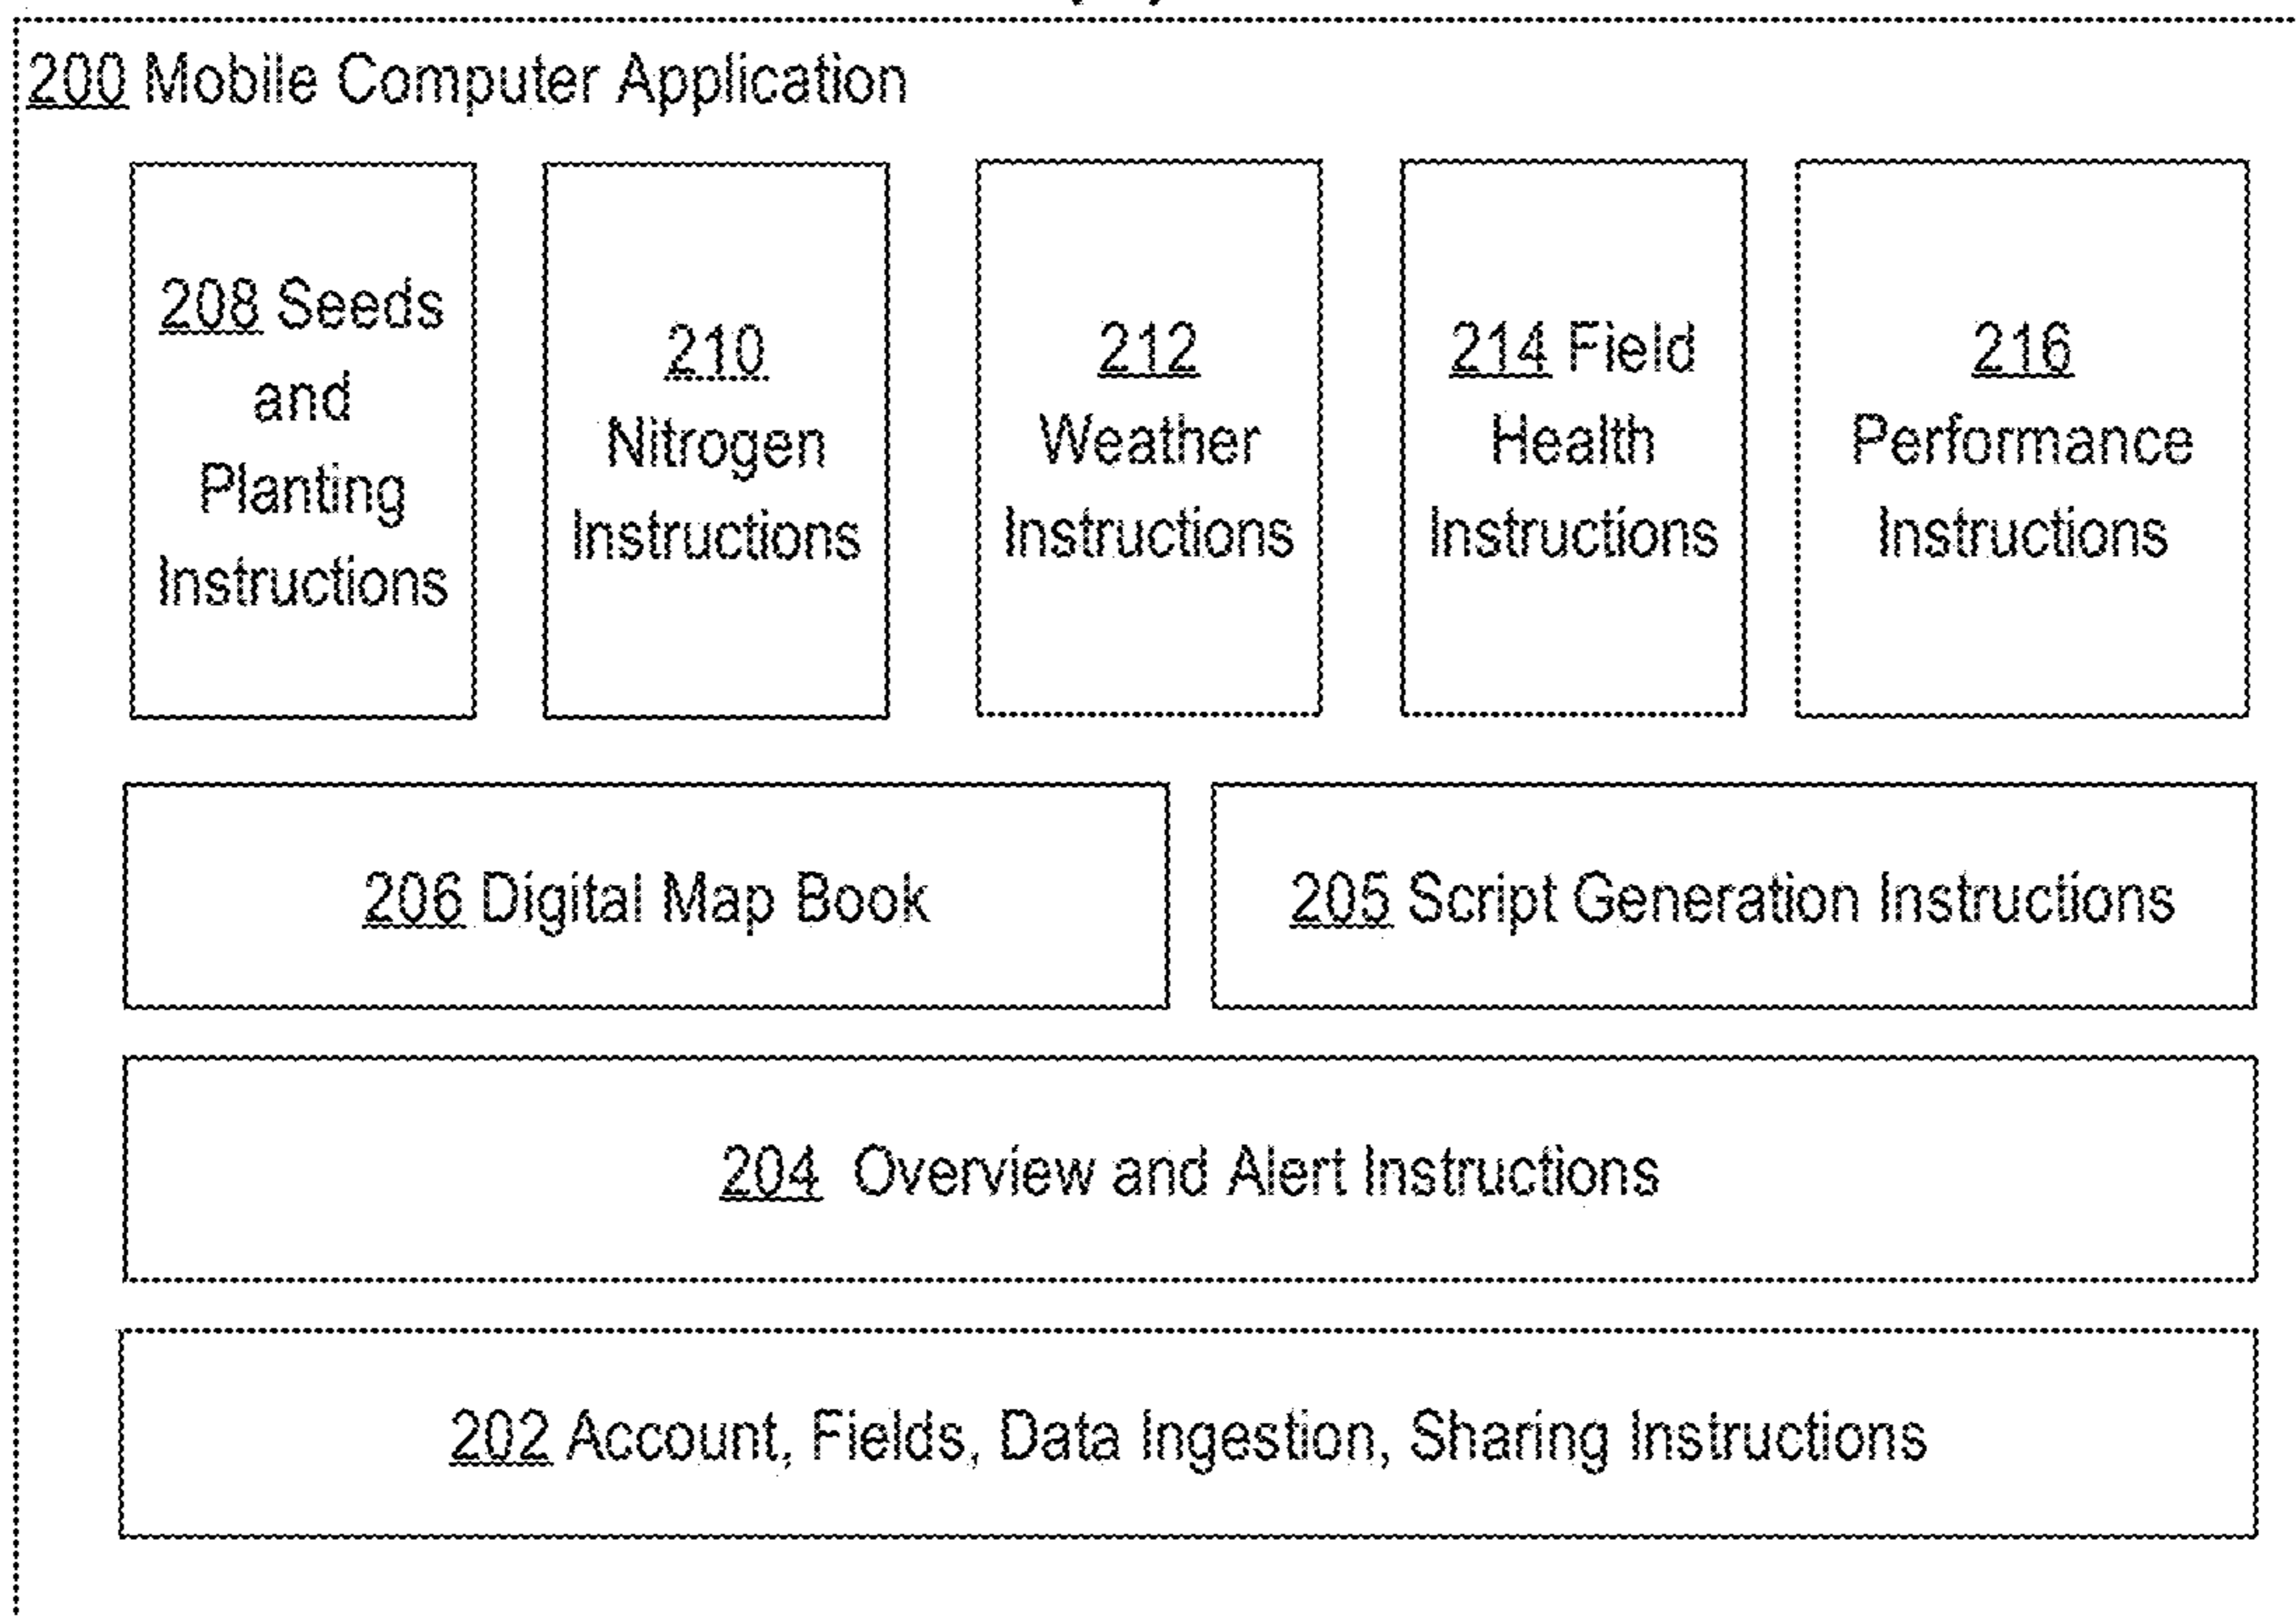 200 Mobile Computer Application
208 Seeds
and
Planting
Instructions
210
Nitrogen
Instructions
212
Weather
Instructions
214 Field
Health
Instructions
216
Performance
Instructions
206 Digital Map Book
205 Script Generation Instructions
204 Overview and Alert Instructions
202 Account, Fields, Data Ingestion, Sharing Instructions